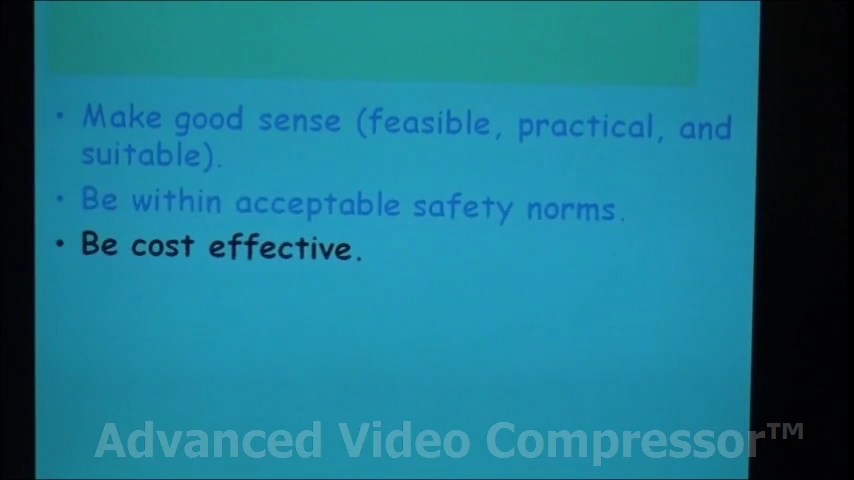 • Make good sense (feasible, practical, and
suitable).
• Be within acceptable safety norms.
• Be cost effective.
Advanced Video Compressor™